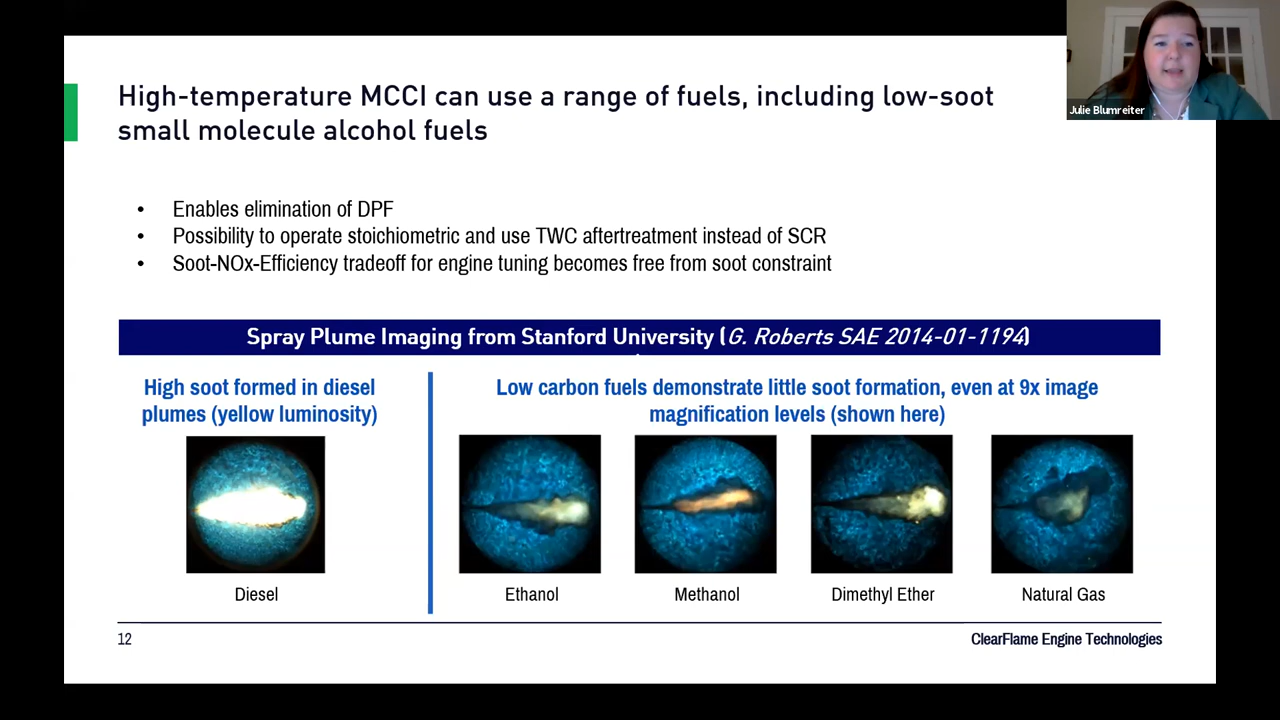 High-temperature MCCI can use a range of fuels, including low-soot
small molecule alcohol fuels
Julie Blumreiter
• Enables elimination of DPF
• Possibility to operate stoichiometric and use TWC aftertreatment instead of SCR
• Soot-NOx-Efficiency tradeoff for engine tuning becomes free from soot constraint
Spray Plume Imaging from Stanford University (G. Roberts SAE 2014-01-1194)
High soot formed in diesel
plumes (yellow luminosity)
Low carbon fuels demonstrate little soot formation, even at 9x image
magnification levels (shown here)
Diesel
Ethanol
Methanol
Dimethyl Ether
Natural Gas
12
ClearFlame Engine Technologies